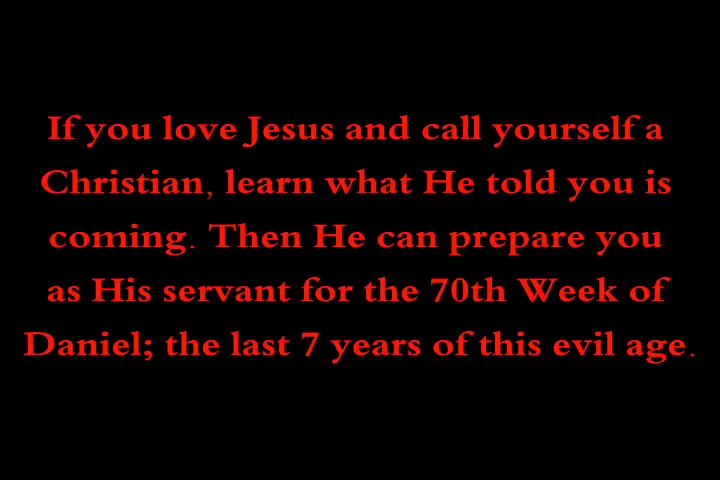 If you love Jesus and call yourself a
Christian, learn what He told you is
coming. Then He can prepare you
as His servant for the 70th Week of
Daniel; the last 7 years of this evil age.